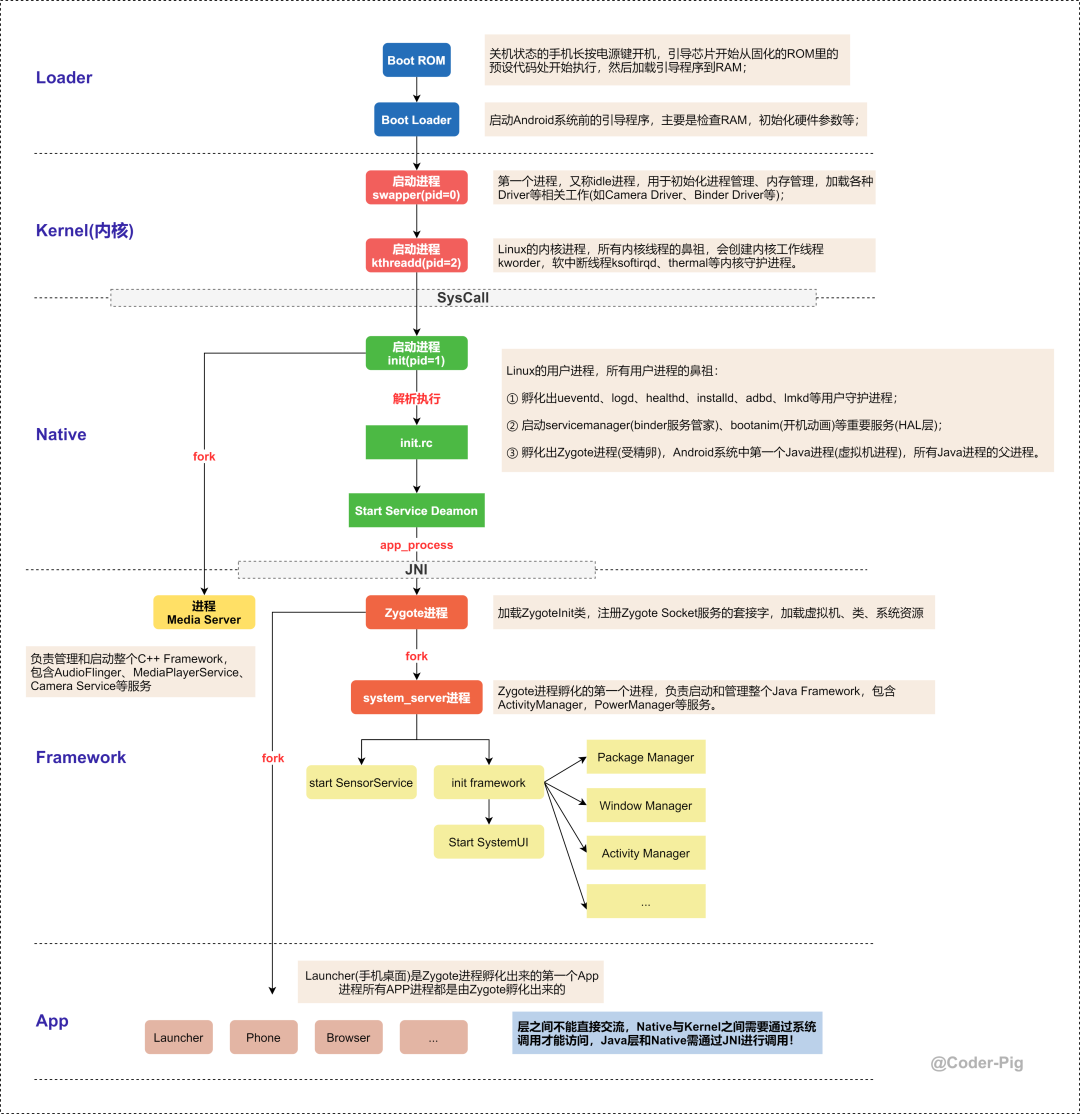 Loader
Boot ROM
关机状态的手机长按电源键开机，引导芯片开始从固化的ROM里的
预设代码处开始执行，然后加载引导程序到RAM；
Boot Loader
启动Android系统前的引导程序，主要是检查RAM，初始化硬件参数等；
Kernel(内核)
启动进程
swapper(pid=0)
第一个进程，又称idle进程，用于初始化进程管理、内存管理，加载各种
Driver等相关工作(如Camera Driver、Binder Driver等)；
启动进程
kthreadd(pid=2)
Linux的内核进程，所有内核线程的鼻祖，会创建内核工作线程
kworder，软中断线程ksoftirqd、thermal等内核守护进程。
SysCall
Native
启动进程
init(pid=1)
解析执行
init.rc
Start Service Deamon
app_process
fork
Linux的用户进程，所有用户进程的鼻祖：
① 孵化出ueventd、logd、healthd、installd、adbd、lmkd等用户守护进程；
② 启动servicemanager(binder服务管家)、bootanim(开机动画)等重要服务(HAL层)；
③ 孵化出Zygote进程(受精卵)，Android系统中第一个Java进程(虚拟机进程)，所有Java进程的父进程。
JNI
Framework
进程
Media Server
负责管理和启动整个C++ Framework，
包含AudioFlinger、MediaPlayerService、
Camera Service等服务
Zygote进程
加载ZygoteInit类，注册Zygote Socket服务的套接字，加载虚拟机、类、系统资源
fork
system_server进程
Zygote进程孵化的第一个进程，负责启动和管理整个Java Framework，包含
ActivityManager，PowerManager等服务。
fork
start SensorService
init framework
Start SystemUI
Package Manager
Window Manager
Activity Manager
...
App
Launcher(手机桌面)是Zygote进程孵化出来的第一个App
进程所有APP进程都是由Zygote孵化出来的
Launcher
Phone
Browser
...
层之间不能直接交流，Native与Kernel之间需要通过系统
调用才能访问，Java层和Native需通过JNI进行调用！
@Coder-Pig